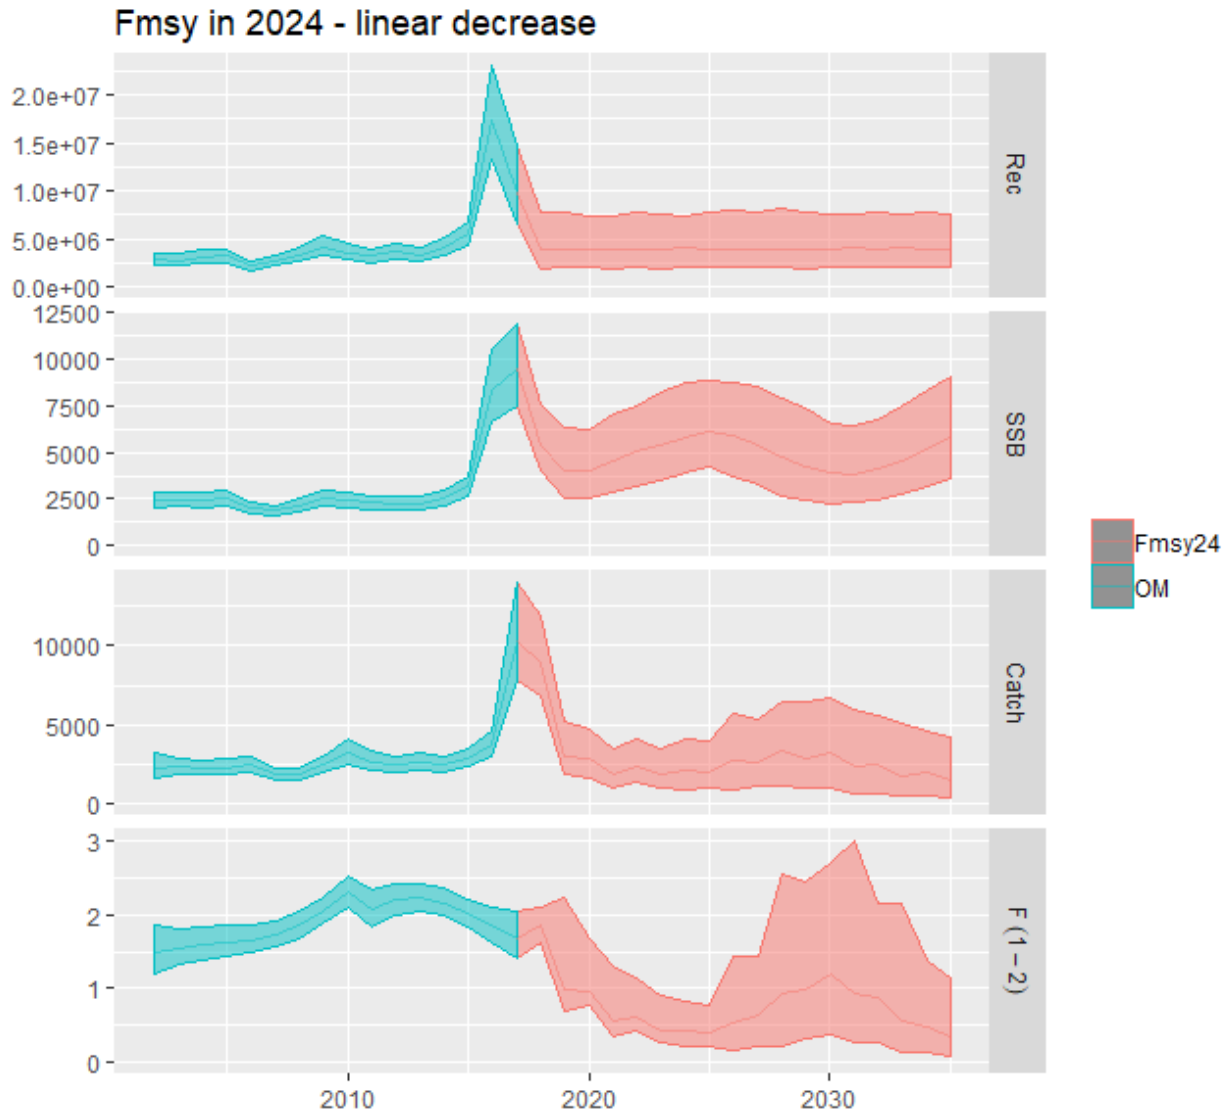 Fmsy in 2024 - linear decrease
2.0e+07
1.5e+07
1.0e+07
5.0e+06
0.0e+00
Rec
12500
10000
7500
5000
2500
0
SSB
10000
5000
0
Catch
3
2
1
0
F (1 – 2)
2010
2020
2030
Fmsy24
OM